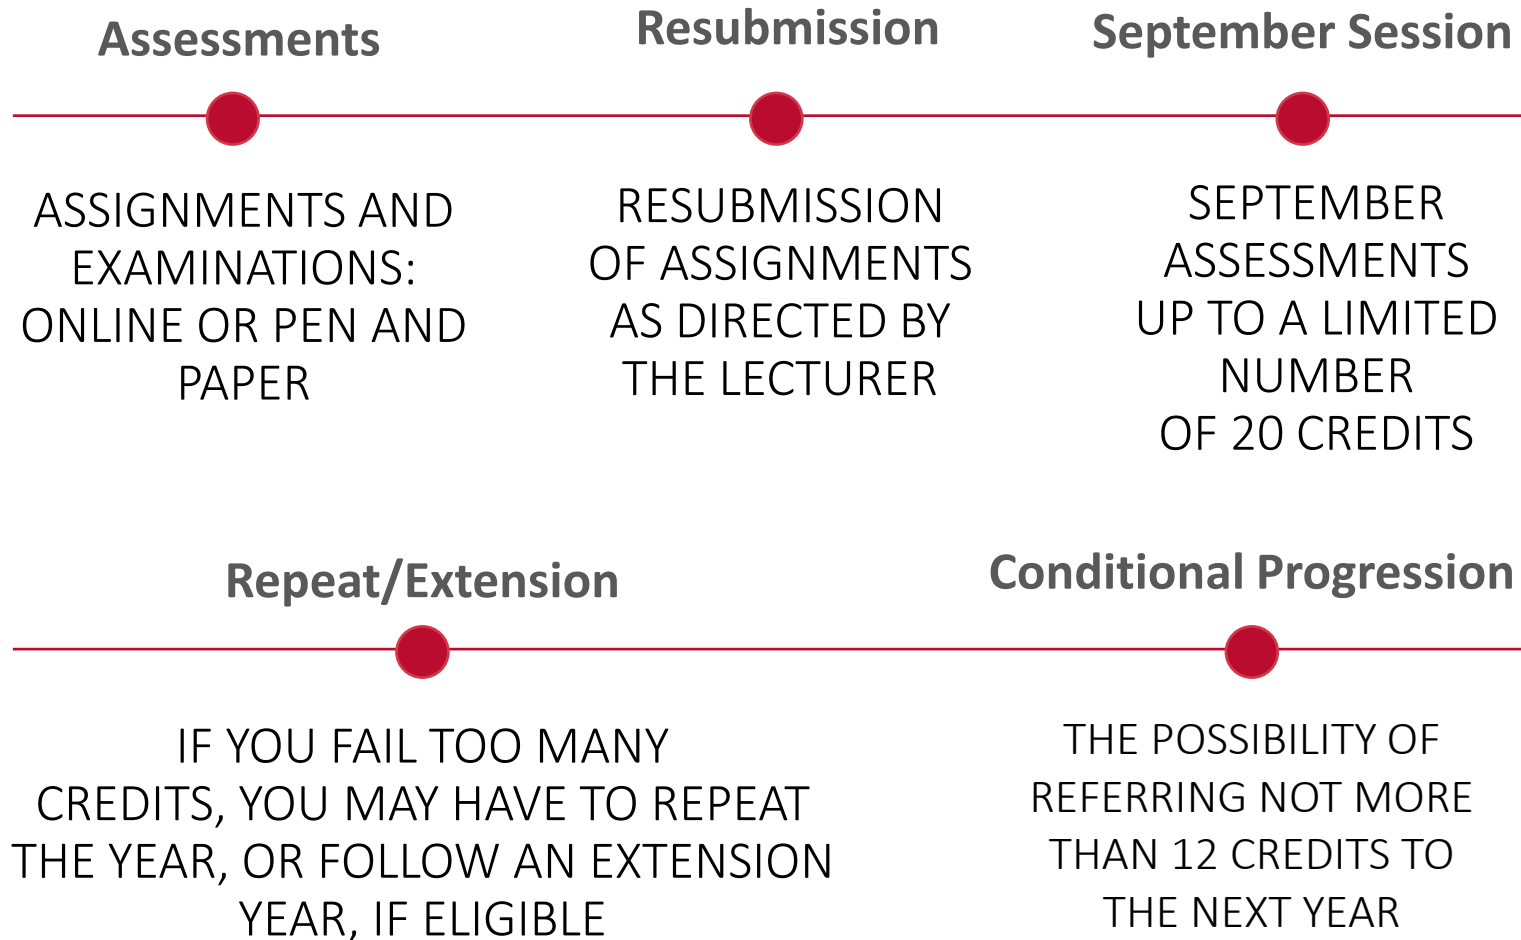 Assessments
Resubmission
September Session
ASSIGNMENTS AND
EXAMINATIONS:
ONLINE OR PEN AND
PAPER
RESUBMISSION
OF ASSIGNMENTS
AS DIRECTED BY
THE LECTURER
SEPTEMBER
ASSESSMENTS
UP TO A LIMITED
NUMBER
OF 20 CREDITS
Repeat/Extension
Conditional Progression
IF YOU FAIL TOO MANY
CREDITS, YOU MAY HAVE TO REPEAT
THE YEAR, OR FOLLOW AN EXTENSION
YEAR, IF ELIGIBLE
THE POSSIBILITY OF
REFERRING NOT MORE
THAN 12 CREDITS TO
THE NEXT YEAR